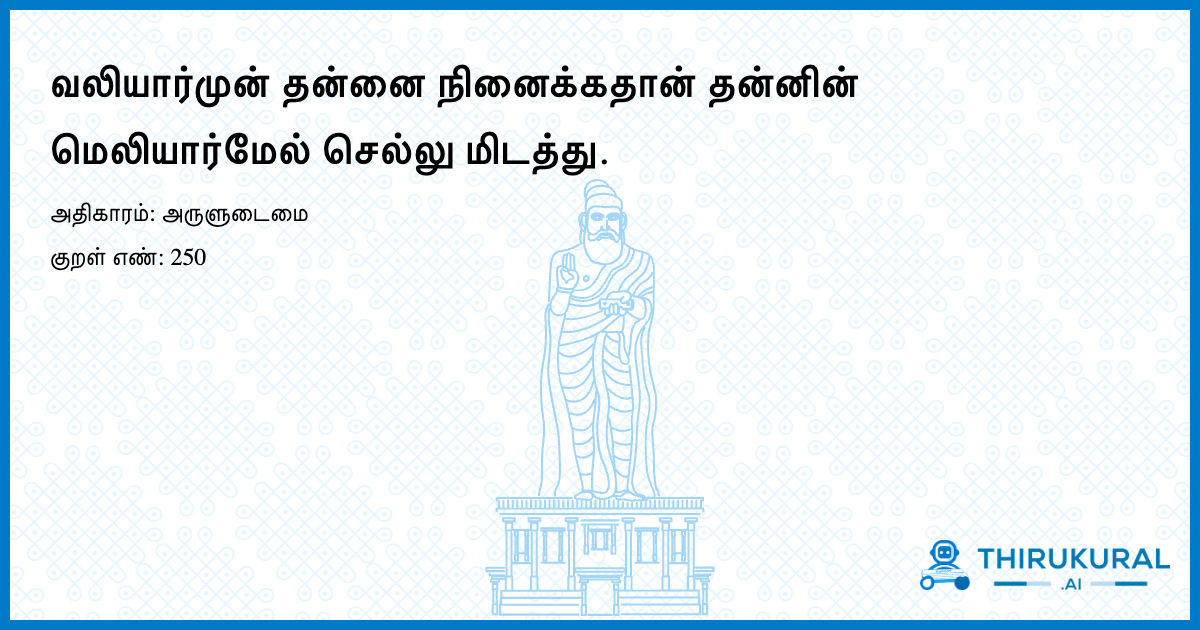 வலியார்முன் தன்னை நினைக்கதான் தன்னின்
மெலியார்மேல் செல்லு மிடத்து.
அதிகாரம்: அருளுடைமை
குறள் எண்: 250
THIRUKURAL
.AI